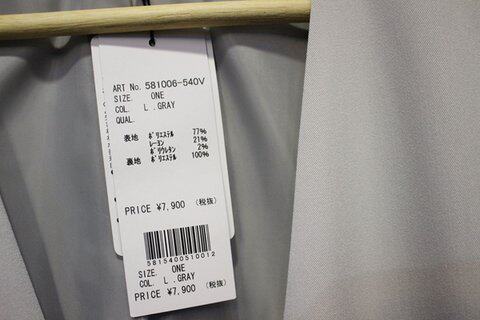 ART No. 581006-540V
SIZE. ONE
COL. L .GRAY
QUAL.
表地 ﾎﾟﾘｴｽﾃﾙ 77%
ﾚｰﾖﾝ 21%
ﾎﾟﾘｳﾚﾀﾝ 2%
裏地 ﾎﾟﾘｴｽﾃﾙ 100%
PRICE ¥7,900 (税抜)
5815400510012
SIZE. ONE
COL. L .GRAY
PRICE ¥7,900 (税抜)